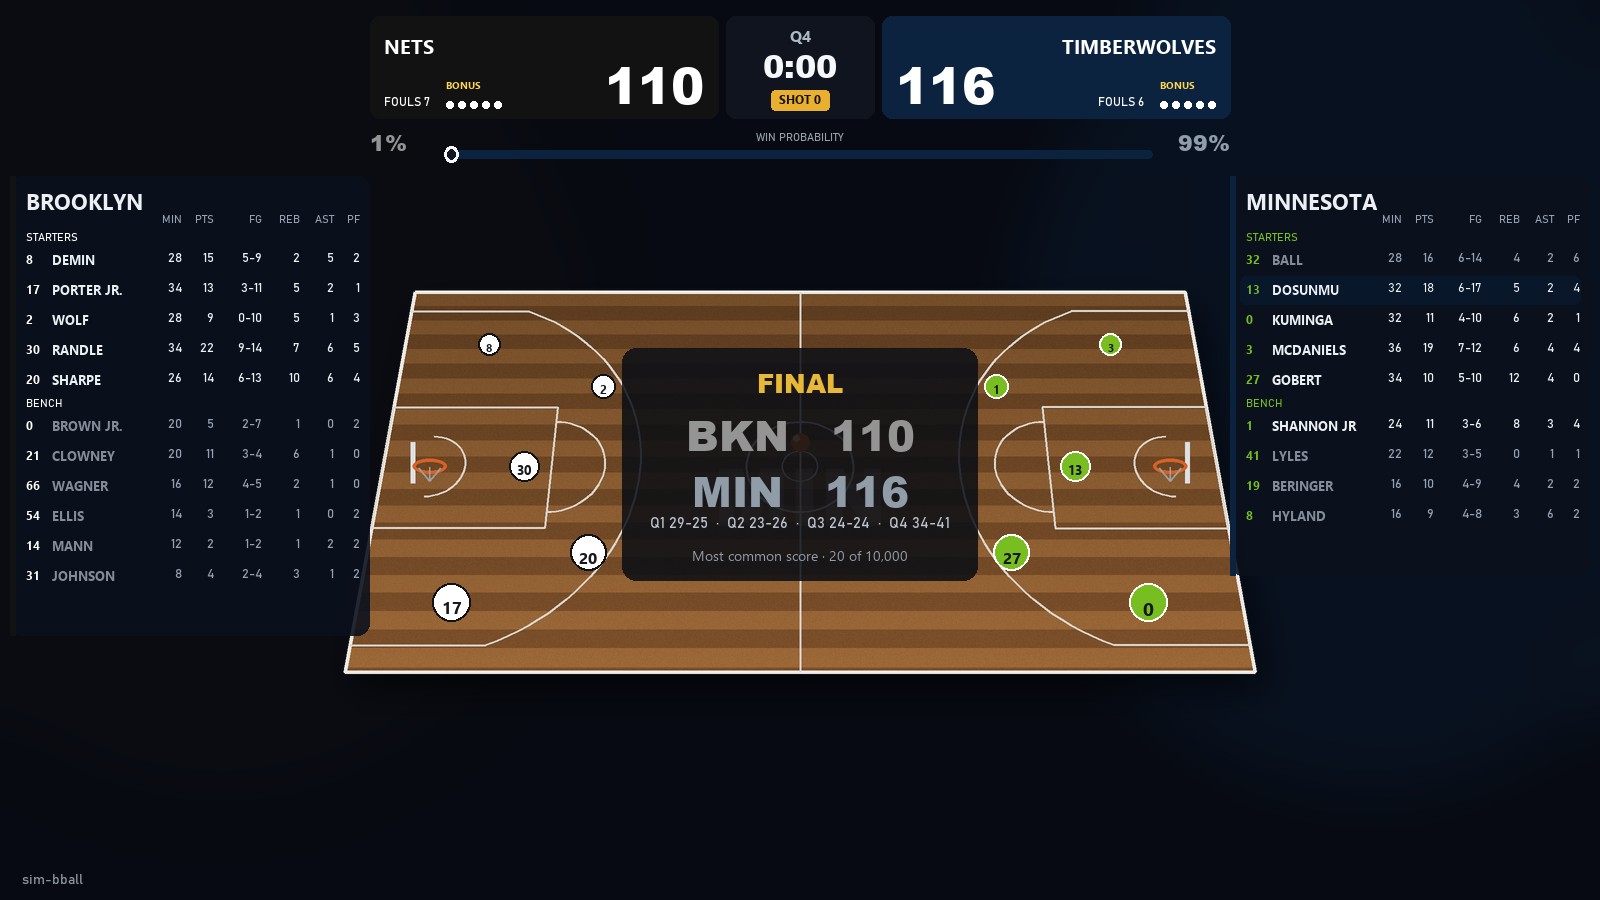 NETS
FOULS 7
BONUS
110
Q4
0:00
SHOT 0
TIMBERWOLVES
116
FOULS 6
BONUS
1%
WIN PROBABILITY
99%
BROOKLYN
MIN PTS FG REB AST PF
STARTERS
8 DEMIN 28 15 5-9 2 5 2
17 PORTER JR. 34 13 3-11 5 2 1
2 WOLF 28 9 0-10 5 1 3
30 RANDLE 34 22 9-14 7 6 5
20 SHARPE 26 14 6-13 10 6 4
BENCH
0 BROWN JR. 20 5 2-7 1 0 2
21 CLOWNEY 20 11 3-4 6 1 0
66 WAGNER 16 12 4-5 2 1 0
54 ELLIS 14 3 1-2 1 0 2
14 MANN 12 2 1-2 1 2 2
31 JOHNSON 8 4 2-4 3 1 2
8
2
30
20
17
FINAL
BKN 110
MIN 116
Q1 29-25 · Q2 23-26 · Q3 24-24 · Q4 34-41
Most common score · 20 of 10,000
3
1
13
27
0
MINNESOTA
MIN PTS FG REB AST PF
STARTERS
32 BALL 28 16 6-14 4 2 6
13 DOSUNMU 32 18 6-17 5 2 4
0 KUMINGA 32 11 4-10 6 2 1
3 MCDANIELS 36 19 7-12 6 4 4
27 GOBERT 34 10 5-10 12 4 0
BENCH
1 SHANNON JR 24 11 3-6 8 3 4
41 LYLES 22 12 3-5 0 1 1
19 BERINGER 16 10 4-9 4 2 2
8 HYLAND 16 9 4-8 3 6 2
sim-bball